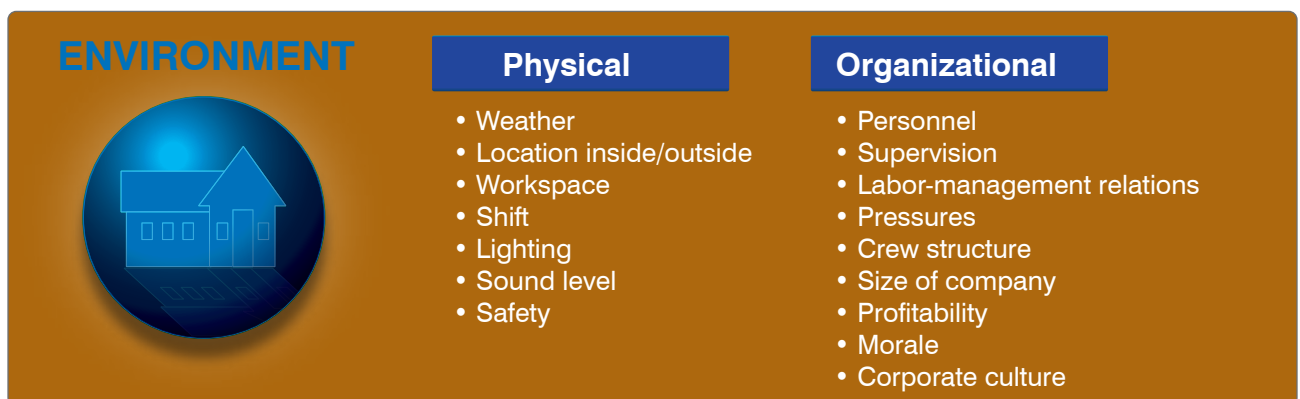 ENVIRONMENT
Physical
• Weather
• Location inside/outside
• Workspace
• Shift
• Lighting
• Sound level
• Safety
Organizational
• Personnel
• Supervision
• Labor-management relations
• Pressures
• Crew structure
• Size of company
• Profitability
• Morale
• Corporate culture